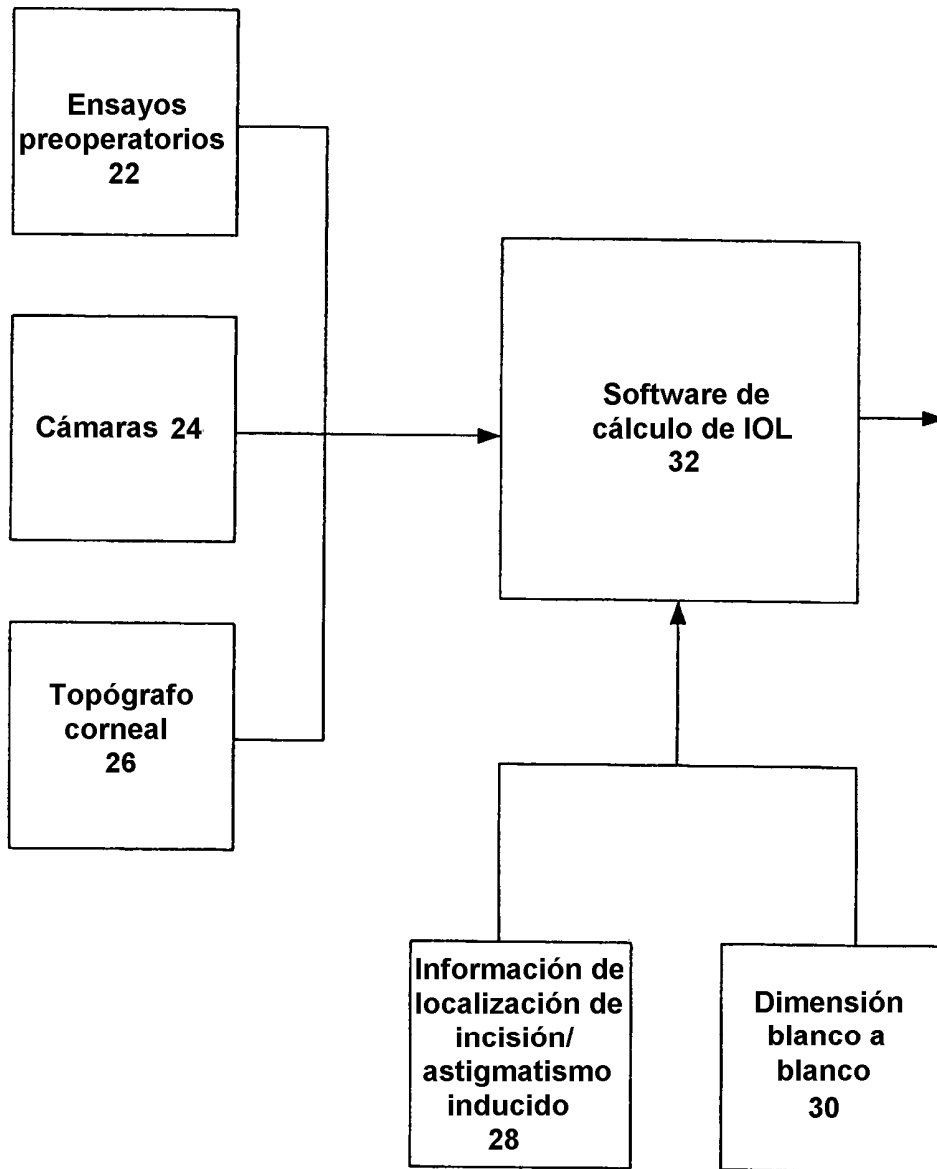 Ensayos
preoperatorios
22
Cámaras 24
Software de
cálculo de IOL
32
Topógrafo
corneal
26
Información de
localización de
incisión/
astigmatismo
inducido
28
Dimensión
blanco a
blanco
30